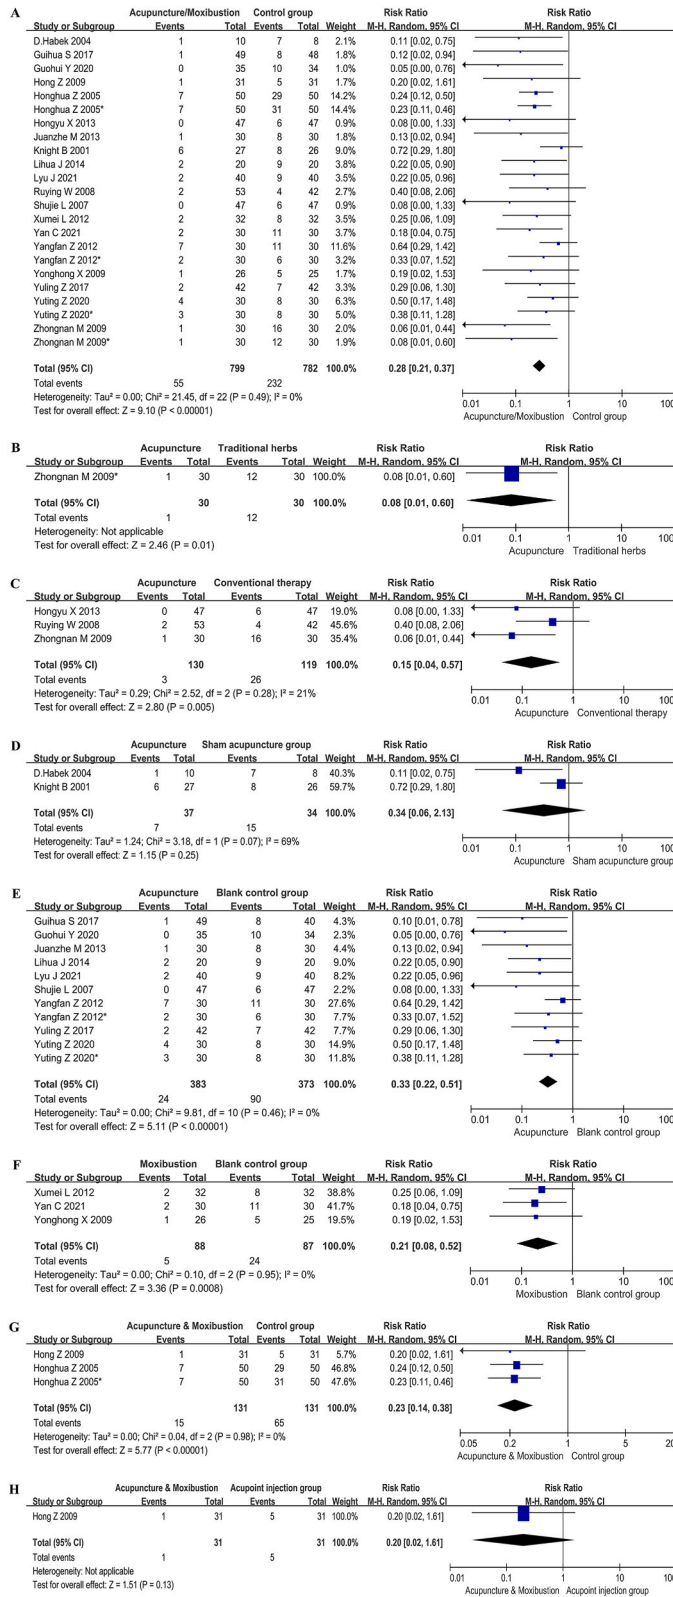 A
Acupuncture/Moxibustion Control group Risk Ratio Risk Ratio
Study or Subgroup Events Total Events Total Weight M-H, Random, 95% CI M-H, Random, 95% CI
D.Habek 2004 1 10 7 8 2.1% 0.11 [0.02, 0.75]
Guihua S 2017 1 49 8 48 1.8% 0.12 [0.02, 0.94]
Guohui Y 2020 0 35 10 34 1.0% 0.05 [0.00, 0.76]
Hong Z 2009 1 31 5 31 1.7% 0.20 [0.02, 1.61]
Honghua Z 2005 7 50 29 50 14.2% 0.24 [0.12, 0.50]
Honghua Z 2005* 7 50 31 50 14.4% 0.23 [0.11, 0.46]
Hongyu X 2013 0 47 6 47 0.9% 0.08 [0.00, 1.33]
Juanzhe M 2013 1 30 8 30 1.8% 0.13 [0.02, 0.94]
Knight B 2001 6 27 8 26 9.0% 0.72 [0.29, 1.80]
Lihua J 2014 2 20 9 20 4.0% 0.22 [0.05, 0.90]
Lyu J 2021 2 40 9 40 3.5% 0.22 [0.05, 0.96]
Ruying W 2008 2 53 4 42 2.7% 0.40 [0.08, 2.06]
Shujie L 2007 0 47 6 47 0.9% 0.08 [0.00, 1.33]
Xumei L 2012 2 32 8 32 3.5% 0.25 [0.06, 1.09]
Yan C 2021 2 30 11 30 3.7% 0.18 [0.04, 0.75]
Yangfan Z 2012 7 30 11 30 11.6% 0.64 [0.29, 1.42]
Yangfan Z 2012* 2 30 6 30 3.2% 0.33 [0.07, 1.52]
Yonghong X 2009 1 26 5 25 1.7% 0.19 [0.02, 1.53]
Yuling Z 2017 2 42 7 42 3.2% 0.29 [0.06, 1.30]
Yuting Z 2020 4 30 8 30 6.3% 0.50 [0.17, 1.48]
Yuting Z 2020* 3 30 8 30 5.0% 0.38 [0.11, 1.28]
Zhongnan M 2009 1 30 16 30 2.0% 0.06 [0.01, 0.44]
Zhongnan M 2009* 1 30 12 30 1.9% 0.08 [0.01, 0.60]
Total (95% CI) 799 782 100.0% 0.28 [0.21, 0.37]
Total events 55 232
Heterogeneity: Tau² = 0.00; Chi² = 21.45, df = 22 (P = 0.49); I² = 0%
Test for overall effect: Z = 9.10 (P < 0.00001)
0.01 0.1 1 10 100
Acupuncture/Moxibustion Control group
B
Acupuncture Traditional herbs Risk Ratio Risk Ratio
Study or Subgroup Events Total Events Total Weight M-H, Random, 95% CI M-H, Random, 95% CI
Zhongnan M 2009* 1 30 12 30 100.0% 0.08 [0.01, 0.60]
Total (95% CI) 30 30 100.0% 0.08 [0.01, 0.60]
Total events 1 12
Heterogeneity: Not applicable
Test for overall effect: Z = 2.46 (P = 0.01)
0.01 0.1 1 10 100
Acupuncture Traditional herbs
C
Acupuncture Conventional therapy Risk Ratio Risk Ratio
Study or Subgroup Events Total Events Total Weight M-H, Random, 95% CI M-H, Random, 95% CI
Hongyu X 2013 0 47 6 47 19.0% 0.08 [0.00, 1.33]
Ruying W 2008 2 53 4 42 45.6% 0.40 [0.08, 2.06]
Zhongnan M 2009 1 30 16 30 35.4% 0.06 [0.01, 0.44]
Total (95% CI) 130 119 100.0% 0.15 [0.04, 0.57]
Total events 3 26
Heterogeneity: Tau² = 0.29; Chi² = 2.52, df = 2 (P = 0.28); I² = 21%
Test for overall effect: Z = 2.80 (P = 0.005)
0.01 0.1 1 10 100
Acupuncture Conventional therapy
D
Acupuncture Sham acupuncture group Risk Ratio Risk Ratio
Study or Subgroup Events Total Events Total Weight M-H, Random, 95% CI M-H, Random, 95% CI
D.Habek 2004 1 10 7 8 40.3% 0.11 [0.02, 0.75]
Knight B 2001 6 27 8 26 59.7% 0.72 [0.29, 1.80]
Total (95% CI) 37 34 100.0% 0.34 [0.06, 2.13]
Total events 7 15
Heterogeneity: Tau² = 1.24; Chi² = 3.18, df = 1 (P = 0.07); I² = 69%
Test for overall effect: Z = 1.15 (P = 0.25)
0.01 0.1 1 10 100
Acupuncture Sham acupuncture group
E
Acupuncture Blank control group Risk Ratio Risk Ratio
Study or Subgroup Events Total Events Total Weight M-H, Random, 95% CI M-H, Random, 95% CI
Guihua S 2017 1 49 8 40 4.3% 0.10 [0.01, 0.78]
Guohui Y 2020 0 35 10 34 2.2% 0.05 [0.00, 0.76]
Juanzhe M 2013 1 30 8 30 4.4% 0.13 [0.02, 0.94]
Lihua J 2014 2 20 9 20 9.6% 0.22 [0.05, 0.90]
Lyu J 2021 2 40 9 40 8.2% 0.22 [0.05, 0.96]
Shujie L 2007 0 47 6 47 2.1% 0.08 [0.00, 1.33]
Yangfan Z 2012 7 30 11 30 27.6% 0.64 [0.29, 1.42]
Yangfan Z 2012* 2 30 6 30 7.7% 0.33 [0.07, 1.52]
Yuling Z 2017 2 42 7 42 7.7% 0.29 [0.06, 1.30]
Yuting Z 2020 4 30 8 30 14.9% 0.50 [0.17, 1.48]
Yuting Z 2020* 3 30 8 30 11.8% 0.38 [0.11, 1.28]
Total (95% CI) 383 373 100.0% 0.33 [0.22, 0.51]
Total events 24 90
Heterogeneity: Tau² = 0.00; Chi² = 9.81, df = 10 (P = 0.46); I² = 0%
Test for overall effect: Z = 5.11 (P < 0.00001)
0.01 0.1 1 10 100
Acupuncture Blank control group
F
Moxibustion Blank control group Risk Ratio Risk Ratio
Study or Subgroup Events Total Events Total Weight M-H, Random, 95% CI M-H, Random, 95% CI
Xumei L 2012 2 32 8 32 38.8% 0.25 [0.06, 1.09]
Yan C 2021 2 30 11 30 41.7% 0.18 [0.04, 0.75]
Yonghong X 2009 1 26 5 25 19.5% 0.19 [0.02, 1.53]
Total (95% CI) 88 87 100.0% 0.21 [0.08, 0.52]
Total events 5 24
Heterogeneity: Tau² = 0.00; Chi² = 0.10, df = 2 (P = 0.95); I² = 0%
Test for overall effect: Z = 3.36 (P = 0.0008)
0.01 0.1 1 10 100
Moxibustion Blank control group
G
Acupuncture & Moxibustion Control group Risk Ratio Risk Ratio
Study or Subgroup Events Total Events Total Weight M-H, Random, 95% CI M-H, Random, 95% CI
Hong Z 2009 1 31 5 31 5.7% 0.20 [0.02, 1.61]
Honghua Z 2005 7 50 29 50 46.8% 0.24 [0.12, 0.50]
Honghua Z 2005* 7 50 31 50 47.6% 0.23 [0.11, 0.46]
Total (95% CI) 131 131 100.0% 0.23 [0.14, 0.38]
Total events 15 65
Heterogeneity: Tau² = 0.00; Chi² = 0.04, df = 2 (P = 0.98); I² = 0%
Test for overall effect: Z = 5.77 (P < 0.00001)
0.05 0.2 1 5 20
Acupuncture & Moxibustion Control group
H
Acupuncture & Moxibustion Acupoint injection group Risk Ratio Risk Ratio
Study or Subgroup Events Total Events Total Weight M-H, Random, 95% CI M-H, Random, 95% CI
Hong Z 2009 1 31 5 31 100.0% 0.20 [0.02, 1.61]
Total (95% CI) 31 31 100.0% 0.20 [0.02, 1.61]
Total events 1 5
Heterogeneity: Not applicable
Test for overall effect: Z = 1.51 (P = 0.13)
0.01 0.1 1 10 100
Acupuncture & Moxibustion Acupoint injection group